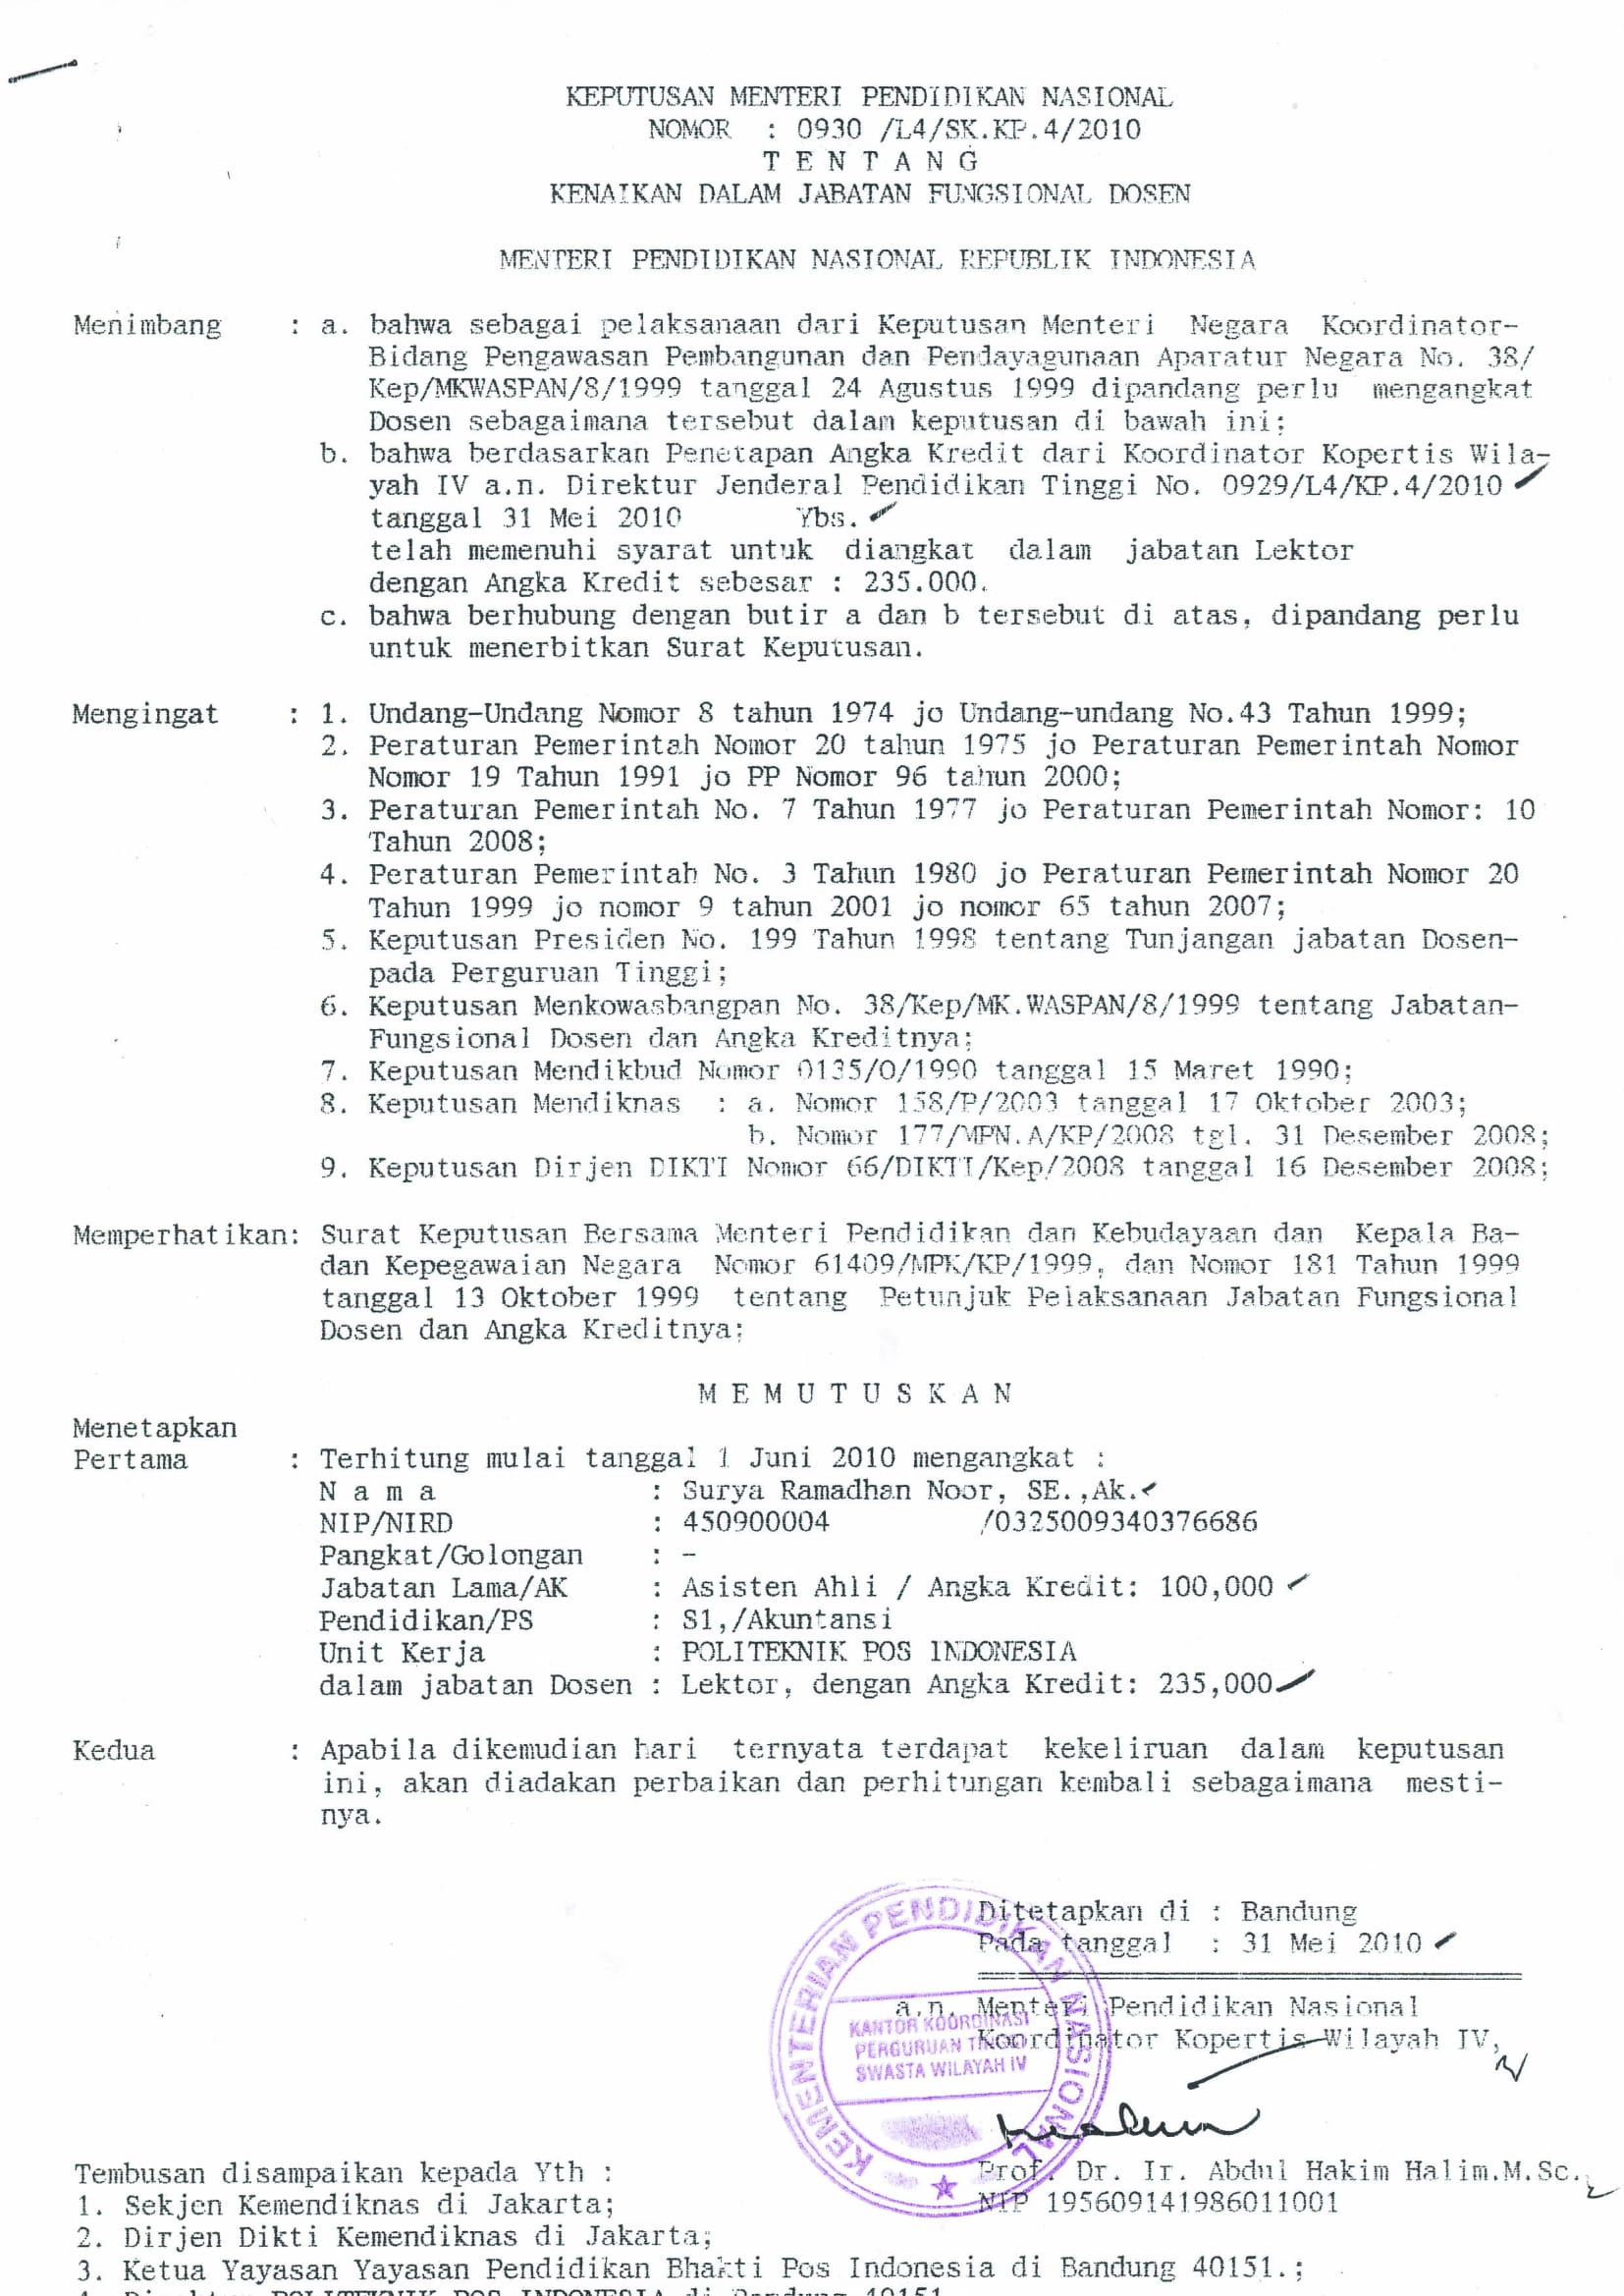 KEPUTUSAN MENTERI PENDIDIKAN NASIONAL
NOMOR : 0930 /L4/SK.KP.4/2010
T E N T A N G
KENAIKAN DALAM JABATAN FUNGSIONAL DOSEN
MENTERI PENDIDIKAN NASIONAL REPUBLIK INDONESIA
Menimbang : a. bahwa sebagai pelaksanaan dari Keputusan Menteri Negara Koordinator-
Bidang Pengawasan Pembangunan dan Pendayagunaan Aparatur Negara No. 38/
Kep/MKWASPAN/8/1999 tanggal 24 Agustus 1999 dipandang perlu mengangkat
Dosen sebagaimana tersebut dalam keputusan di bawah ini;
b. bahwa berdasarkan Penetapan Angka Kredit dari Koordinator Kopertis Wila-
yah IV a.n. Direktur Jenderal Pendidikan Tinggi No. 0929/L4/KP.4/2010
tanggal 31 Mei 2010 Ybs.
telah memenuhi syarat untuk diangkat dalam jabatan Lektor
dengan Angka Kredit sebesar : 235.000.
c. bahwa berhubung dengan butir a dan b tersebut di atas, dipandang perlu
untuk menerbitkan Surat Keputusan.
Mengingat : 1. Undang-Undang Nomor 8 tahun 1974 jo Undang-undang No.43 Tahun 1999;
2. Peraturan Pemerintah Nomor 20 tahun 1975 jo Peraturan Pemerintah Nomor
Nomor 19 Tahun 1991 jo PP Nomor 96 tahun 2000;
3. Peraturan Pemerintah No. 7 Tahun 1977 jo Peraturan Pemerintah Nomor: 10
Tahun 2008;
4. Peraturan Pemerintah No. 3 Tahun 1980 jo Peraturan Pemerintah Nomor 20
Tahun 1999 jo nomor 9 tahun 2001 jo nomor 65 tahun 2007;
5. Keputusan Presiden No. 199 Tahun 1998 tentang Tunjangan jabatan Dosen-
pada Perguruan Tinggi;
6. Keputusan Menkowasbangpan No. 38/Kep/MK.WASPAN/8/1999 tentang Jabatan-
Fungsional Dosen dan Angka Kreditnya;
7. Keputusan Mendikbud Nomor 0135/O/1990 tanggal 15 Maret 1990;
8. Keputusan Mendiknas : a. Nomor 158/P/2003 tanggal 17 Oktober 2003;
b. Nomor 177/MPN.A/KP/2008 tgl. 31 Desember 2008;
9. Keputusan Dirjen DIKTI Nomor 66/DIKTI/Kep/2008 tanggal 16 Desember 2008;
Memperhatikan: Surat Keputusan Bersama Menteri Pendidikan dan Kebudayaan dan Kepala Ba-
dan Kepegawaian Negara Nomor 61409/MPK/KP/1999, dan Nomor 181 Tahun 1999
tanggal 13 Oktober 1999 tentang Petunjuk Pelaksanaan Jabatan Fungsional
Dosen dan Angka Kreditnya;
M E M U T U S K A N
Menetapkan
Pertama : Terhitung mulai tanggal 1 Juni 2010 mengangkat :
N a m a : Surya Ramadhan Noor, SE.,Ak.
NIP/NIRD : 450900004 /0325009340376686
Pangkat/Golongan : -
Jabatan Lama/AK : Asisten Ahli / Angka Kredit: 100,000
Pendidikan/PS : S1,/Akuntansi
Unit Kerja : POLITEKNIK POS INDONESIA
dalam jabatan Dosen : Lektor, dengan Angka Kredit: 235,000
Kedua : Apabila dikemudian hari ternyata terdapat kekeliruan dalam keputusan
ini, akan diadakan perbaikan dan perhitungan kembali sebagaimana mesti-
nya.
Ditetapkan di : Bandung
Pada tanggal : 31 Mei 2010
a.n. Menteri Pendidikan Nasional
Koordinator Kopertis Wilayah IV,
KEMENTERIAN PENDIDIKAN NASIONAL
KANTOR KOORDINASI
PERGURUAN TINGGI
SWASTA WILAYAH IV
Prof. Dr. Ir. Abdul Hakim Halim.M.Sc.
NIP 195609141986011001
Tembusan disampaikan kepada Yth :
1. Sekjen Kemendiknas di Jakarta;
2. Dirjen Dikti Kemendiknas di Jakarta;
3. Ketua Yayasan Yayasan Pendidikan Bhakti Pos Indonesia di Bandung 40151.;
4. Direktur POLITEKNIK POS INDONESIA di Bandung 40151